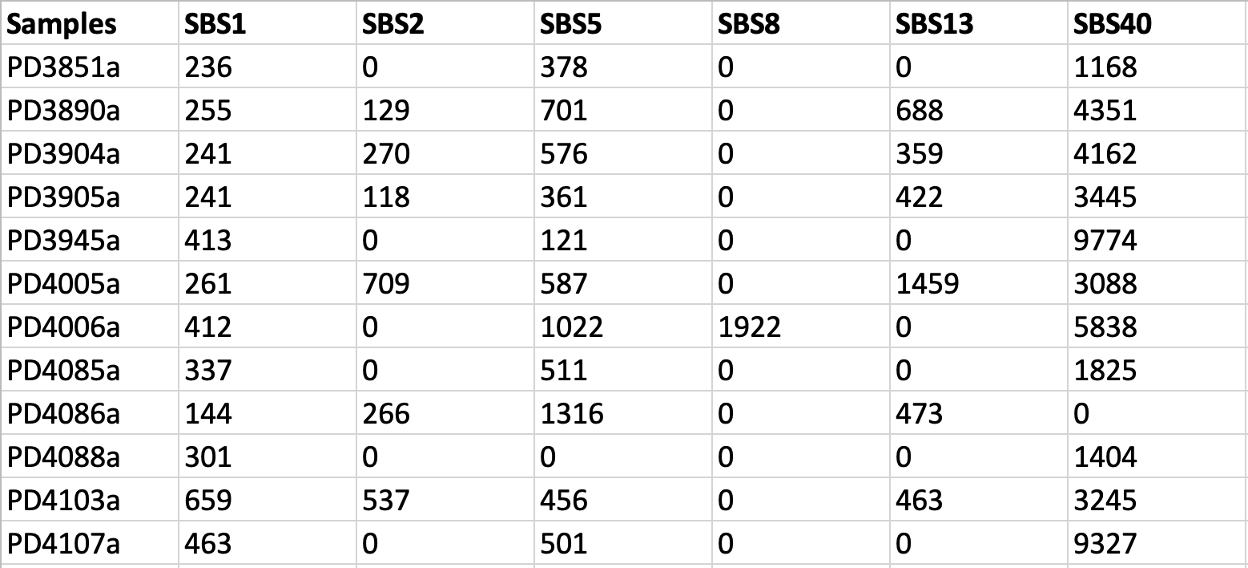 Samples SBS1 SBS2 SBS5 SBS8 SBS13 SBS40
PD3851a 236 0 378 0 0 1168
PD3890a 255 129 701 0 688 4351
PD3904a 241 270 576 0 359 4162
PD3905a 241 118 361 0 422 3445
PD3945a 413 0 121 0 0 9774
PD4005a 261 709 587 0 1459 3088
PD4006a 412 0 1022 1922 0 5838
PD4085a 337 0 511 0 0 1825
PD4086a 144 266 1316 0 473 0
PD4088a 301 0 0 0 0 1404
PD4103a 659 537 456 0 463 3245
PD4107a 463 0 501 0 0 9327